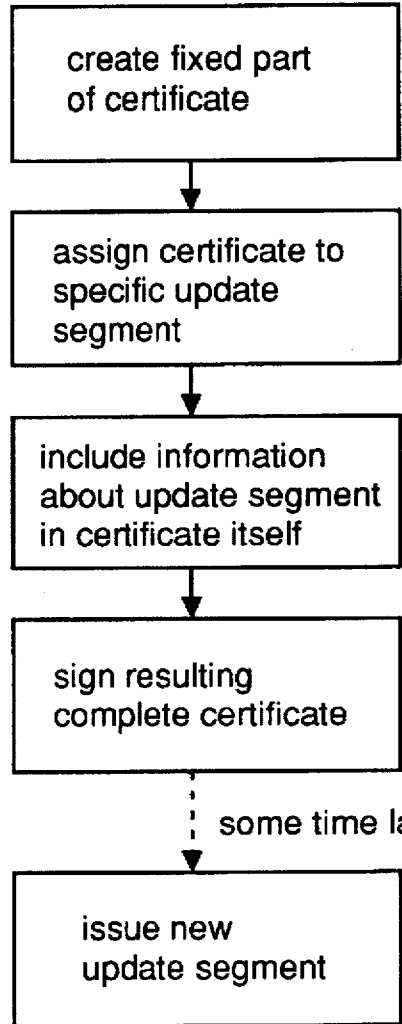 create fixed part
of certificate
assign certificate to
specific update
segment
include information
about update segment
in certificate itself
sign resulting
complete certificate
some time
issue new
update segment